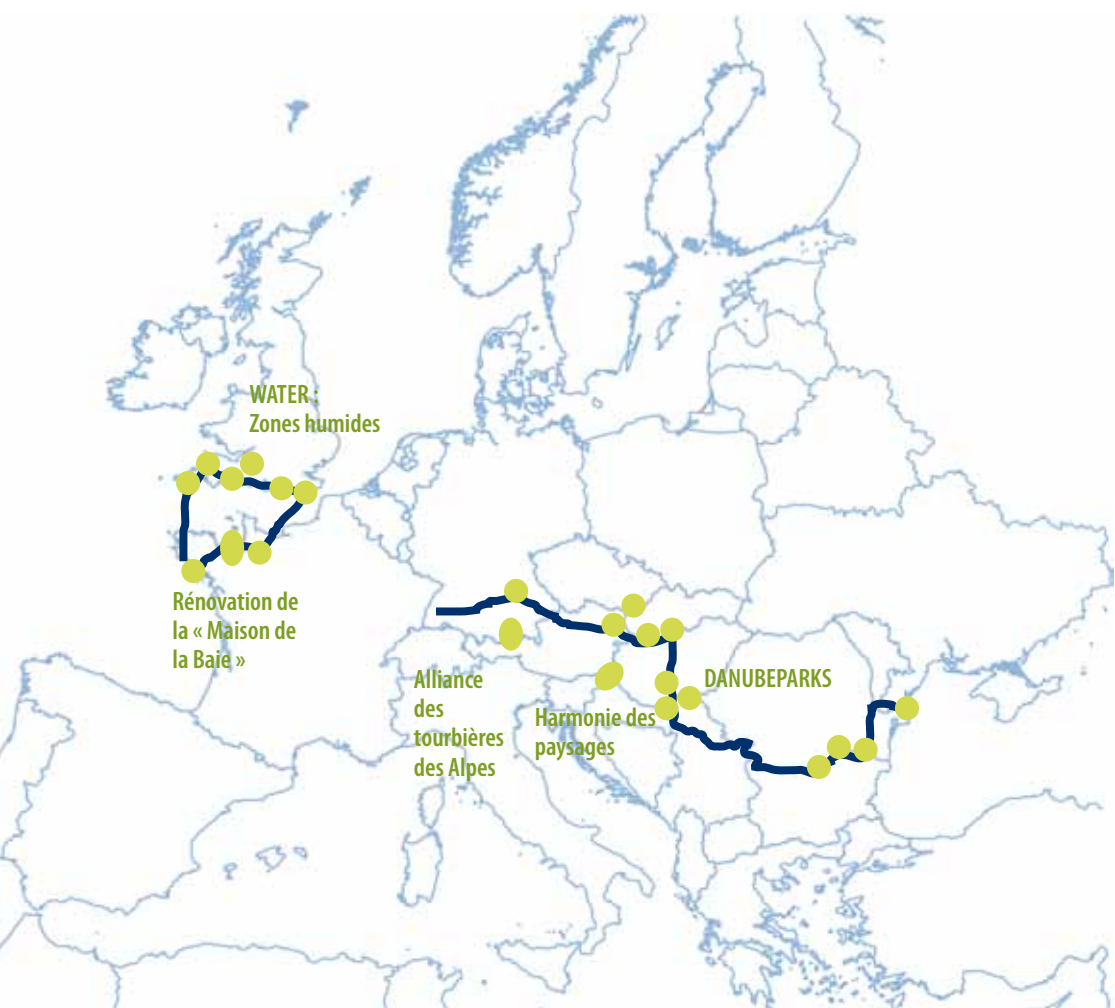 WATER :
Zones humides
Rénovation de
la « Maison de
la Baie »
Alliance
des
tourbières
des Alpes
Harmonie des
paysages
DANUBEPARKS